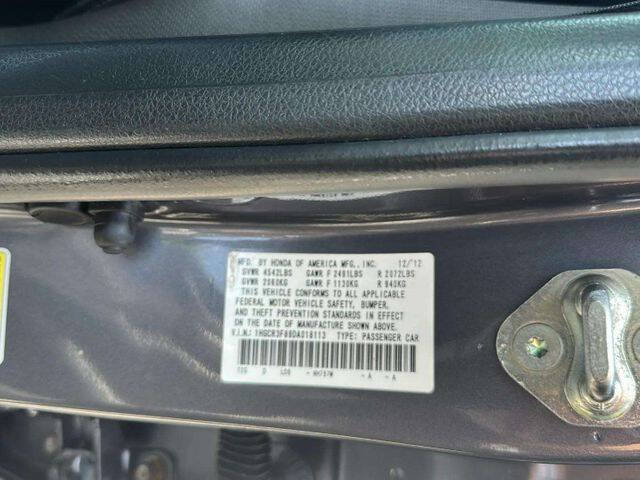 MFD. BY HONDA OF AMERICA MFG., INC. 12/12
GVWR 4542LBS GAWR F 2491LBS R 2072LBS
GVWR 2060KG GAWR F 1130KG R 940KG
THIS VEHICLE CONFORMS TO ALL APPLICABLE
FEDERAL MOTOR VEHICLE SAFETY, BUMPER,
AND THEFT PREVENTION STANDARDS IN EFFECT
ON THE DATE OF MANUFACTURE SHOWN ABOVE.
V.I.N.: 1HGCR3F88DA018113 TYPE: PASSENGER CAR
D - NH737M - A - A